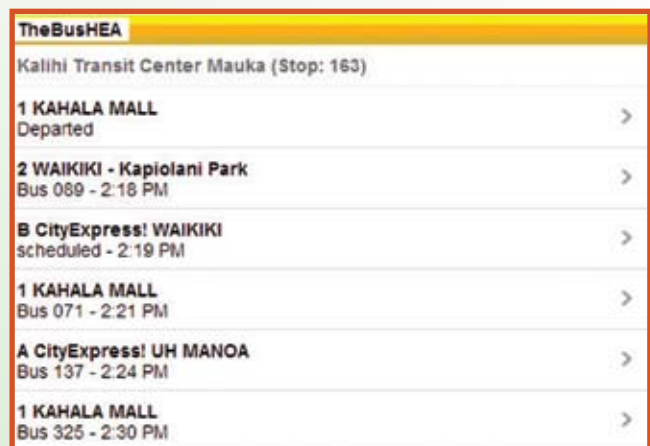 TheBusHEA
Kalihi Transit Center Mauka (Stop: 163)
1 KAHALA MALL
Departed
2 WAIKIKI - Kapiolani Park
Bus 089 - 2:18 PM
B CityExpress! WAIKIKI
scheduled - 2:19 PM
1 KAHALA MALL
Bus 071 - 2:21 PM
A CityExpress! UH MANOA
Bus 137 - 2:24 PM
1 KAHALA MALL
Bus 325 - 2:30 PM